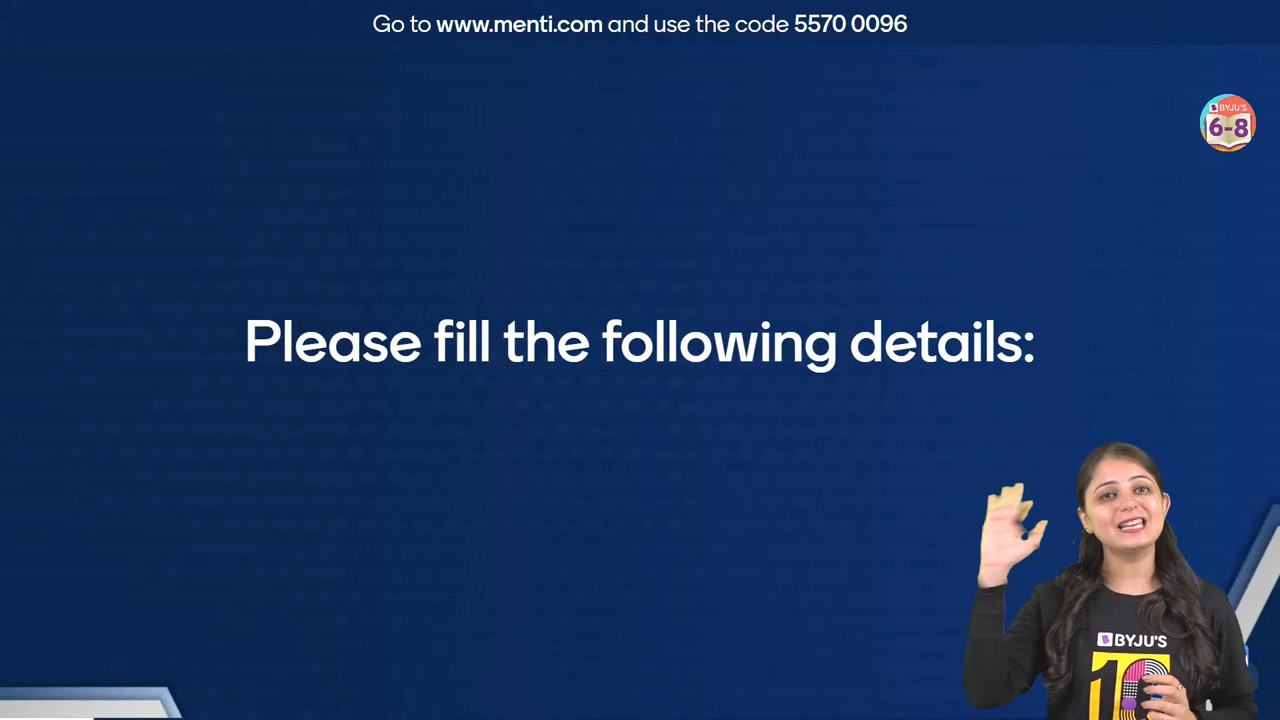 Go to www.menti.com and use the code 5570 0096
BYJU'S
6-8
Please fill the following details:
BYJU'S
10